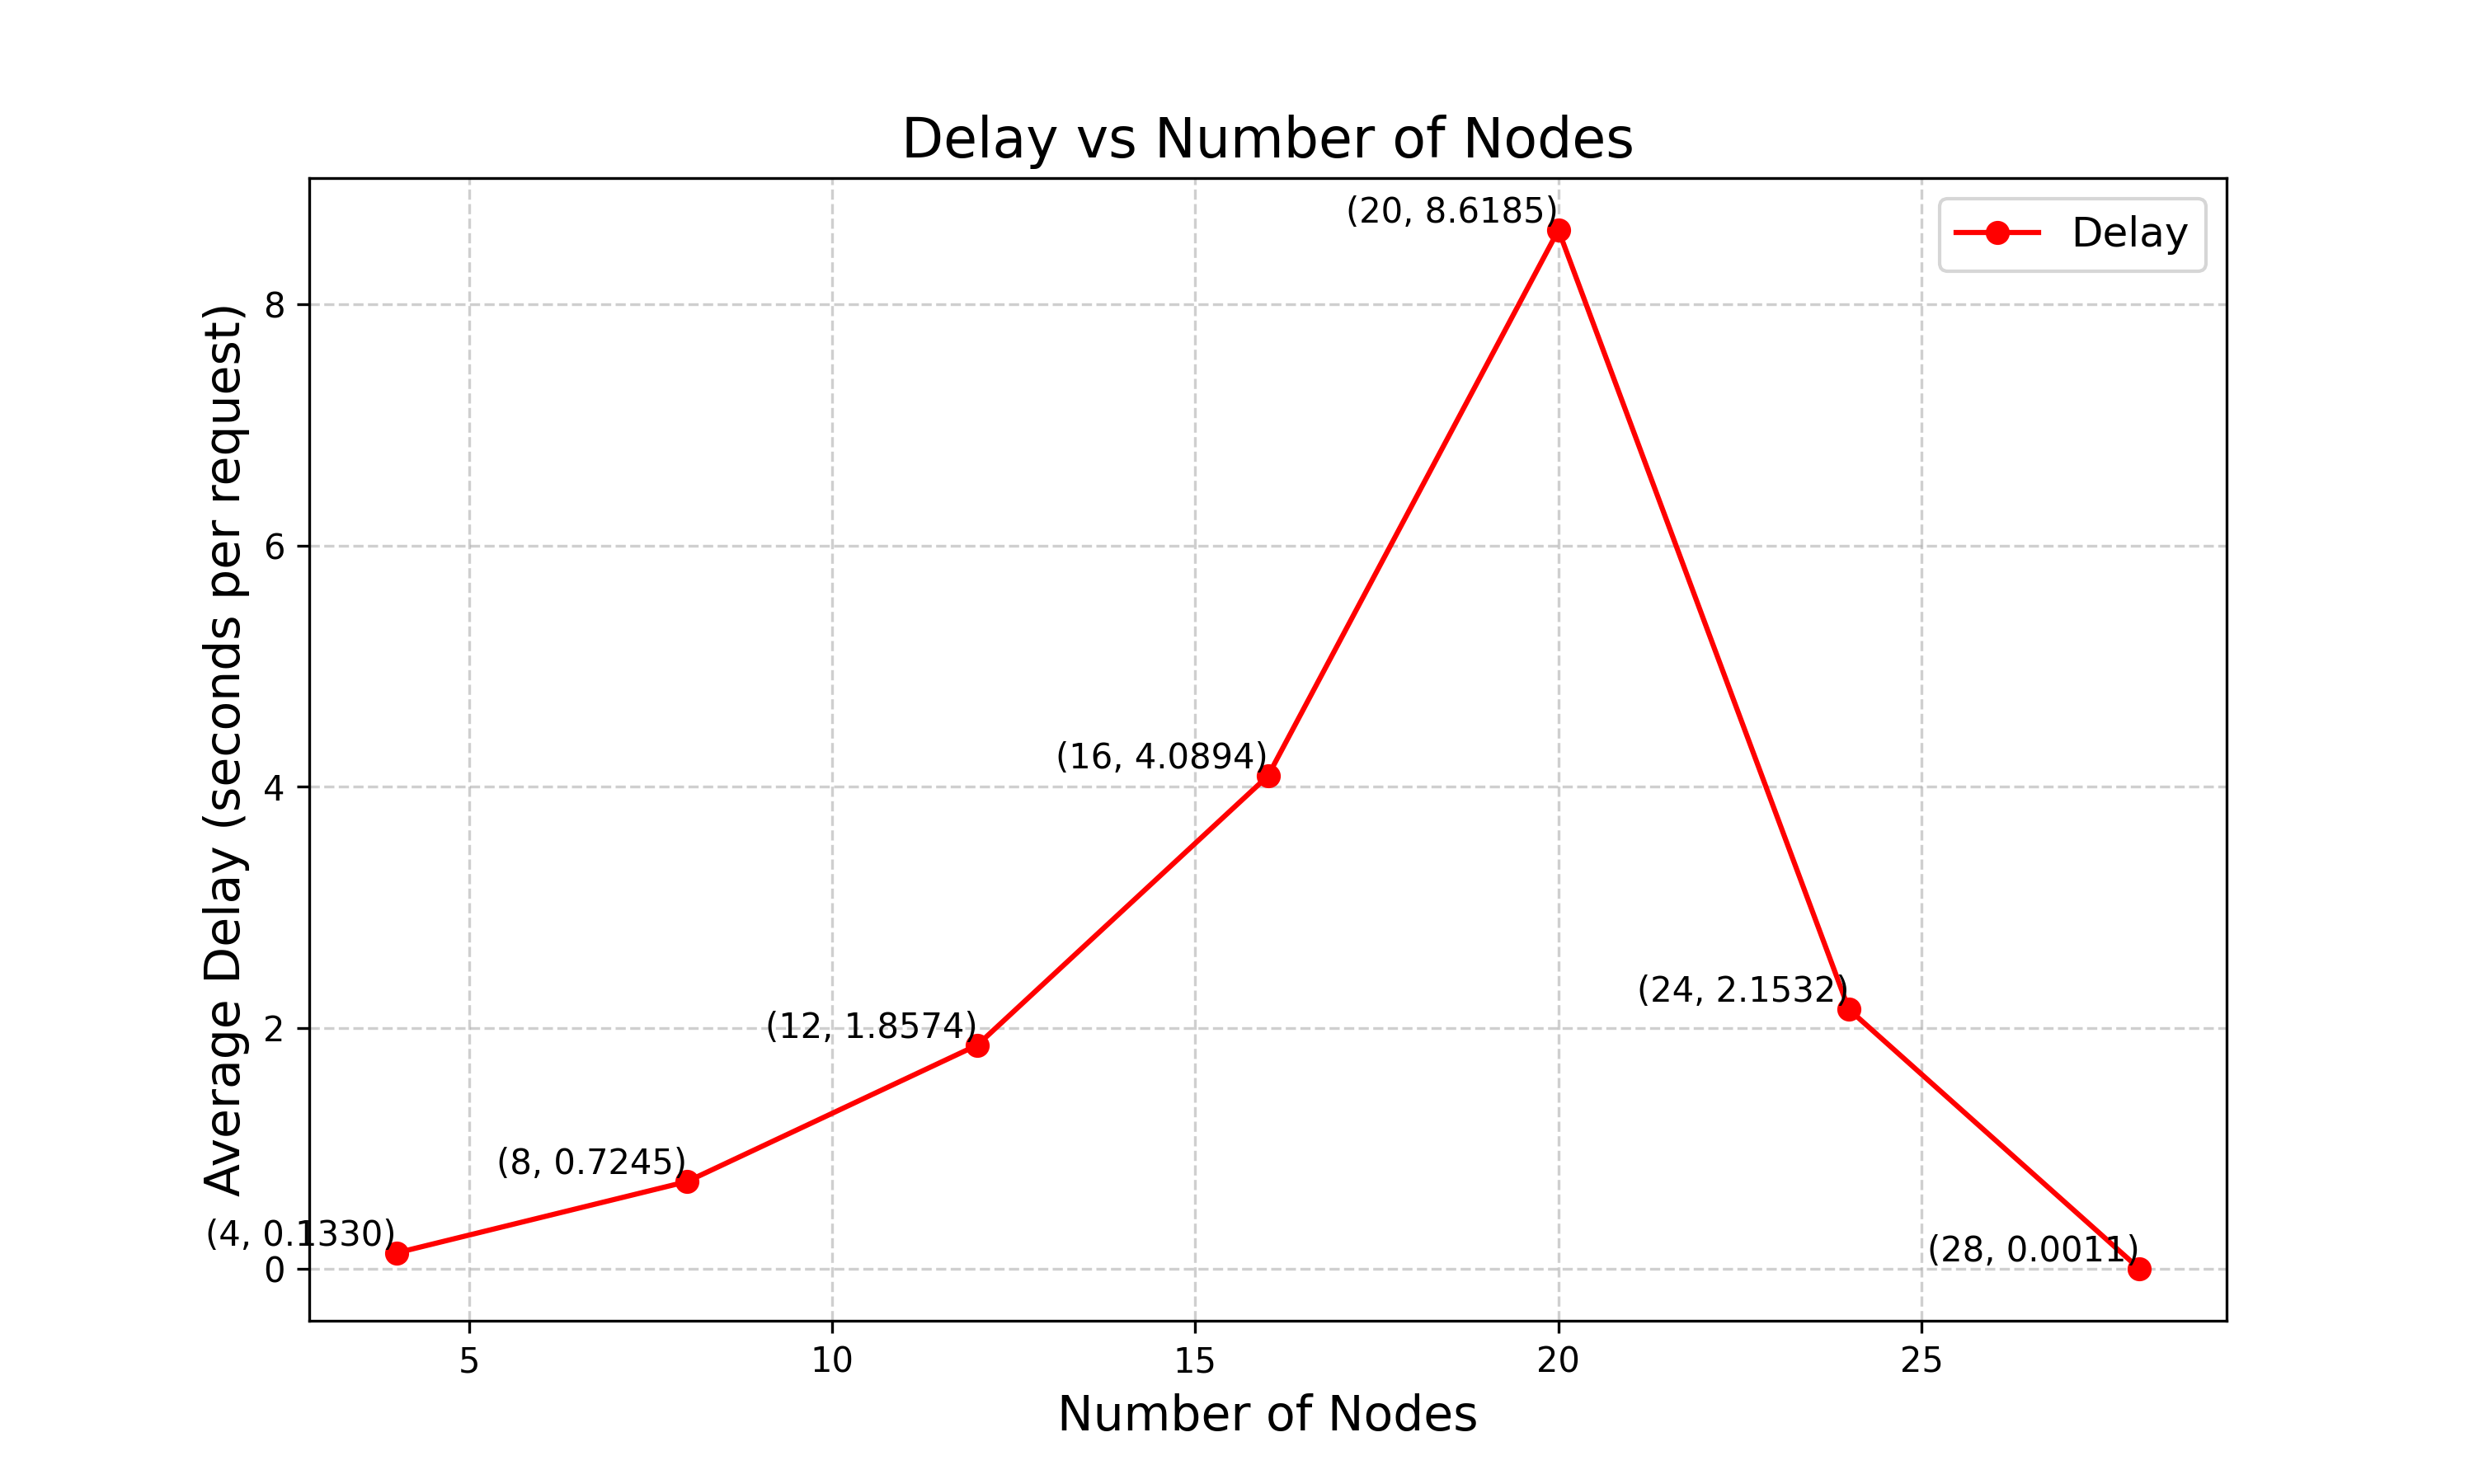 Delay vs Number of Nodes
Delay
Average Delay (seconds per request)
8
6
4
2
0
(20, 8.6185)
(16, 4.0894)
(24, 2.1532)
(12, 1.8574)
(8, 0.7245)
(4, 0.1330)
(28, 0.0011)
5 10 15 20 25
Number of Nodes